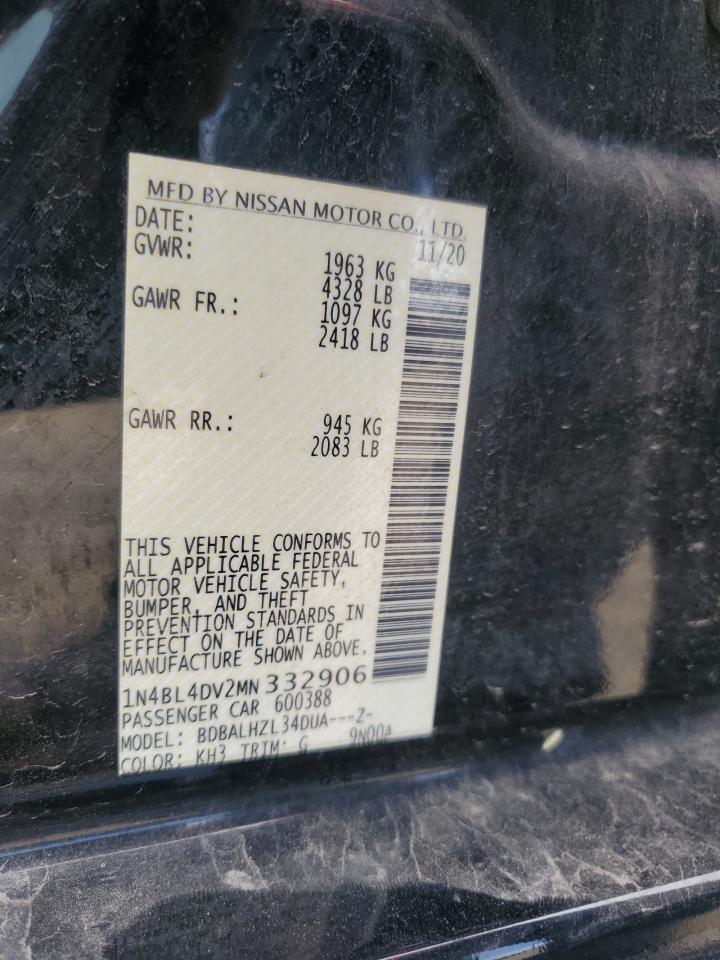 MFD BY NISSAN MOTOR CO., LTD.
DATE: 11/20
GVWR: 1963 KG
4328 LB
GAWR FR.: 1097 KG
2418 LB
GAWR RR.: 945 KG
2083 LB
THIS VEHICLE CONFORMS TO
ALL APPLICABLE FEDERAL
MOTOR VEHICLE SAFETY,
BUMPER, AND THEFT
PREVENTION STANDARDS IN
EFFECT ON THE DATE OF
MANUFACTURE SHOWN ABOVE.
1N4BL4DV2MN332906
PASSENGER CAR 600388
MODEL: BDBALHZL34DUA---Z-
COLOR: KH3 TRIM: G 9N00A